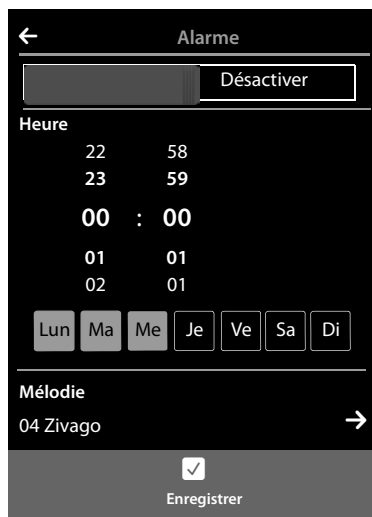 Alarme
Désactiver
Heure
22 58
23 59
00 : 00
01 01
02 01
Lun Ma Me Je Ve Sa Di
Mélodie
04 Zivago
Enregistrer